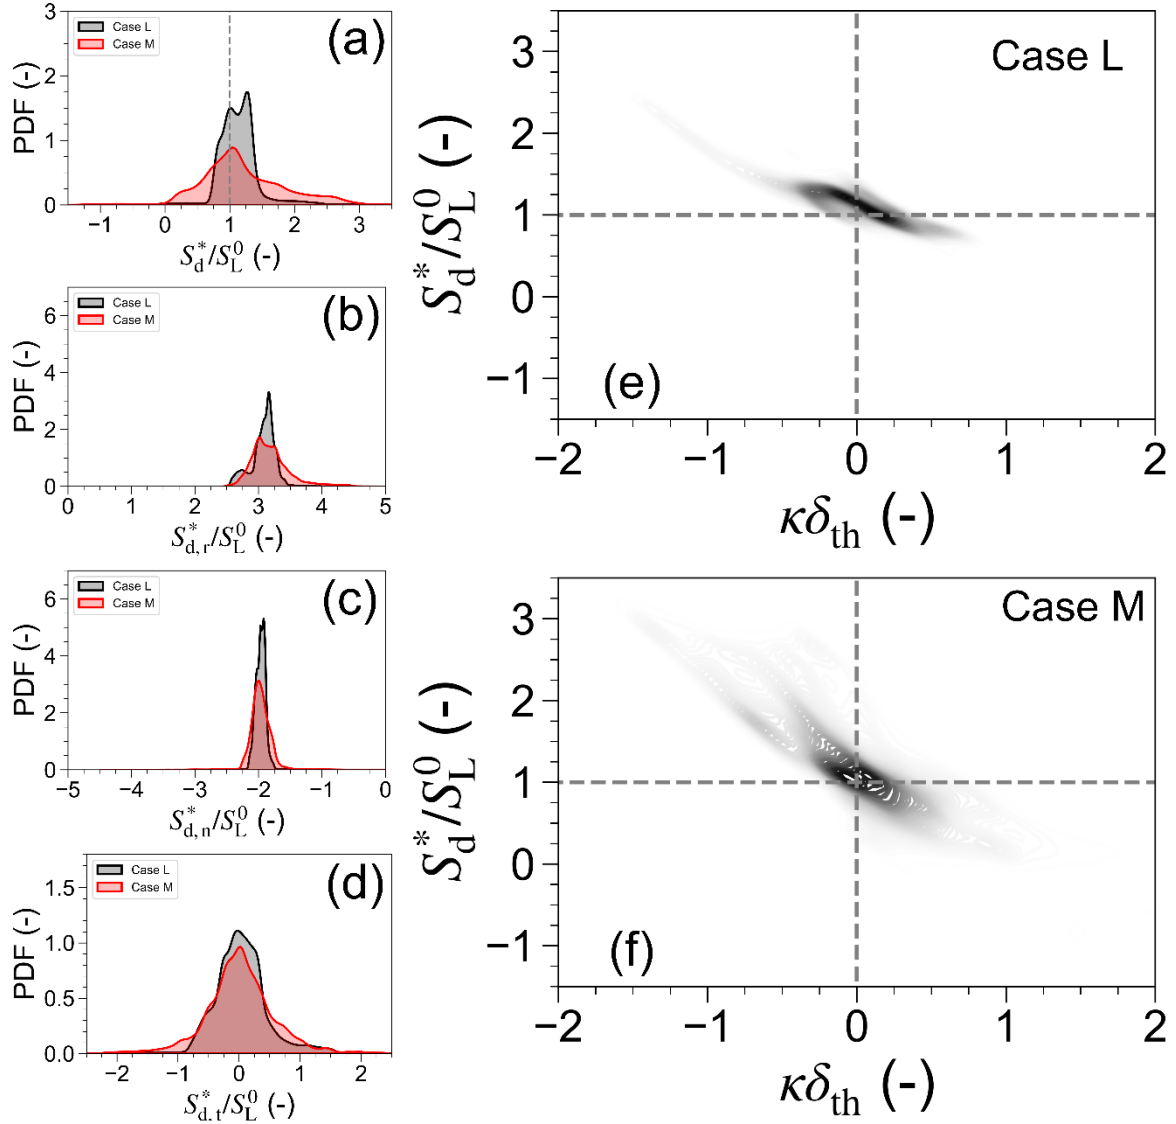 (a)
Case L
Case M
PDF (-)
3
2
1
0
−1 0 1 2 3
S*d/S0L (-)
(b)
Case L
Case M
PDF (-)
6
4
2
0
0 1 2 3 4 5
S*d,r/S0L (-)
(c)
Case L
Case M
PDF (-)
6
4
2
0
−5 −4 −3 −2 −1 0
S*d,n/S0L (-)
(d)
Case L
Case M
PDF (-)
1.5
1.0
0.5
0.0
−2 −1 0 1 2
S*d,t/S0L (-)
Case L
(e)
S*d/S0L (-)
3
2
1
0
−1
−2 −1 0 1 2
κδth (-)
Case M
(f)
S*d/S0L (-)
3
2
1
0
−1
−2 −1 0 1 2
κδth (-)